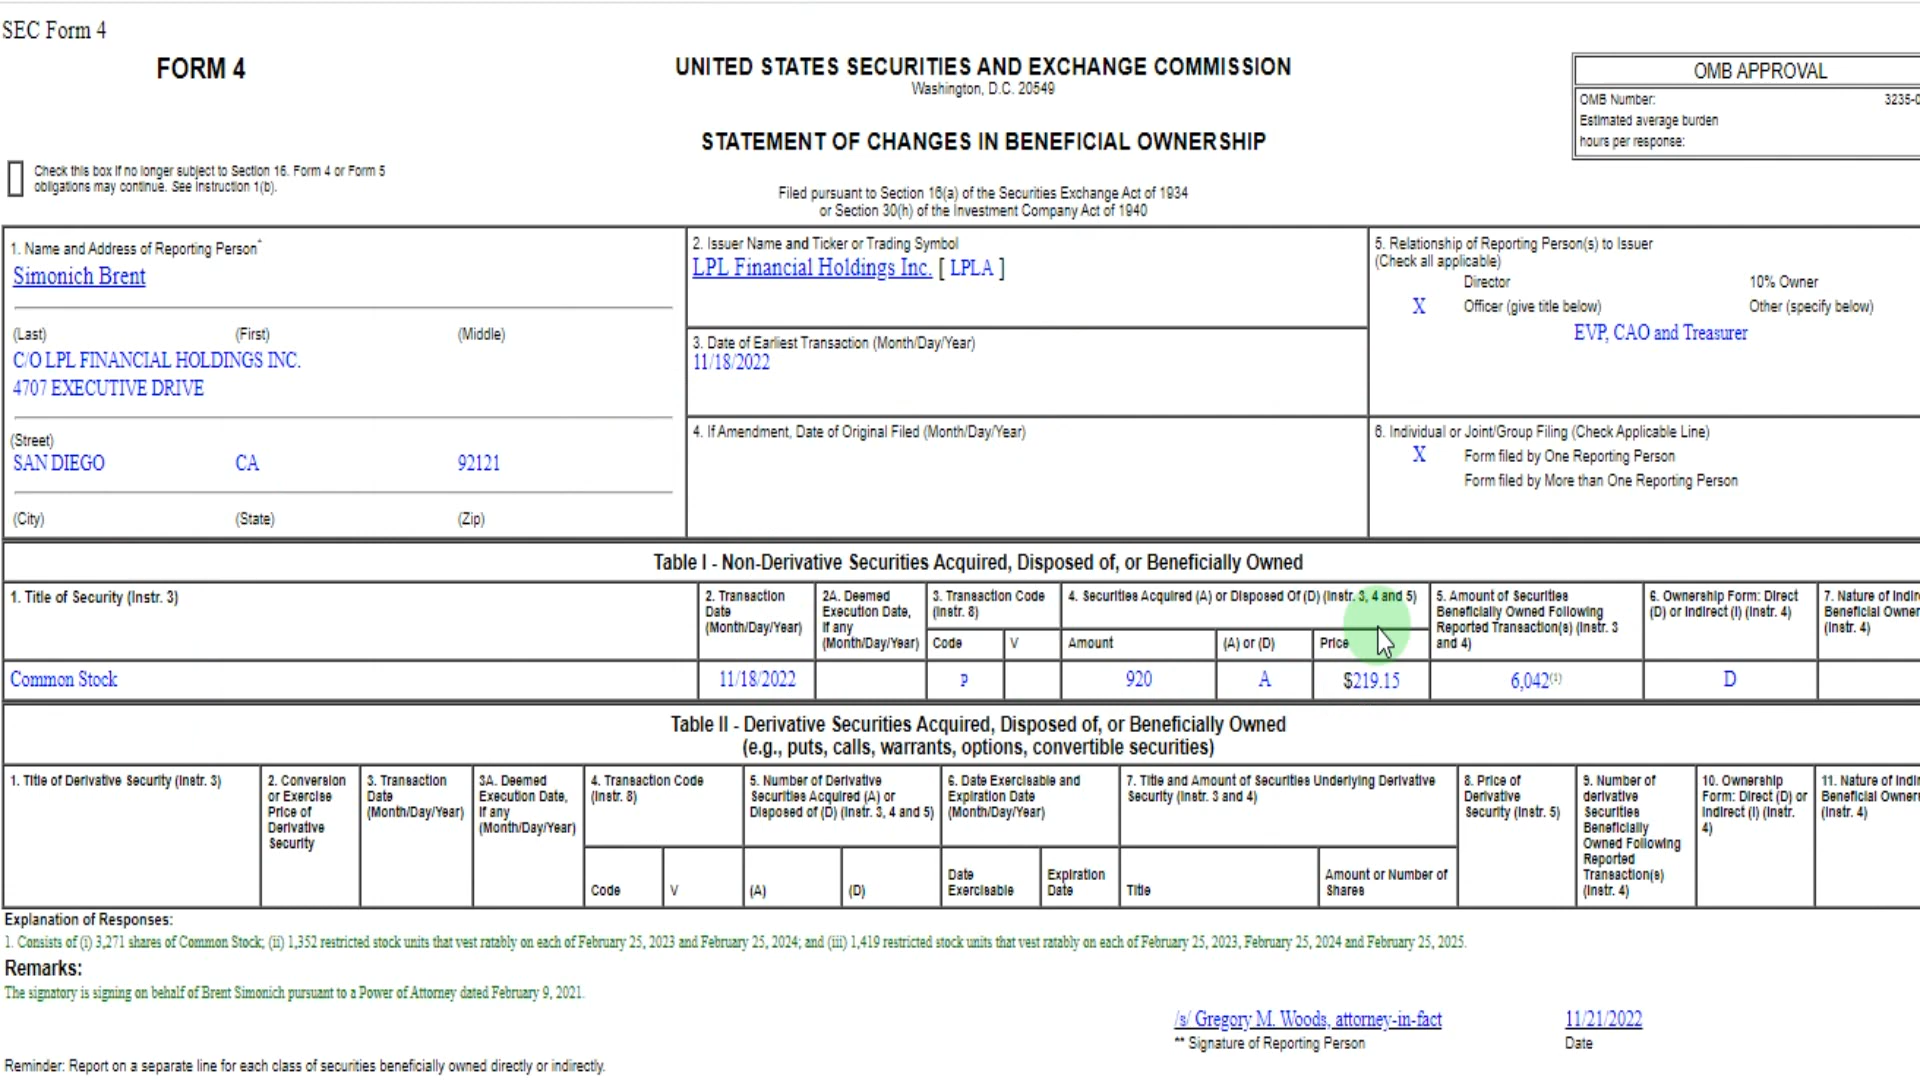 SEC Form 4
FORM 4
UNITED STATES SECURITIES AND EXCHANGE COMMISSION
Washington, D.C. 20549
STATEMENT OF CHANGES IN BENEFICIAL OWNERSHIP
Filed pursuant to Section 16(a) of the Securities Exchange Act of 1934
or Section 30(h) of the Investment Company Act of 1940
OMB APPROVAL
OMB Number: 3235-0
Estimated average burden
hours per response:
Check this box if no longer subject to Section 16. Form 4 or Form 5
obligations may continue. See Instruction 1(b).
1. Name and Address of Reporting Person*
Simonich Brent
(Last) (First) (Middle)
C/O LPL FINANCIAL HOLDINGS INC.
4707 EXECUTIVE DRIVE
(Street)
SAN DIEGO CA 92121
(City) (State) (Zip)
2. Issuer Name and Ticker or Trading Symbol
LPL Financial Holdings Inc. [ LPLA ]
3. Date of Earliest Transaction (Month/Day/Year)
11/18/2022
4. If Amendment, Date of Original Filed (Month/Day/Year)
5. Relationship of Reporting Person(s) to Issuer
(Check all applicable)
Director 10% Owner
X Officer (give title below) Other (specify below)
EVP, CAO and Treasurer
6. Individual or Joint/Group Filing (Check Applicable Line)
X Form filed by One Reporting Person
Form filed by More than One Reporting Person
Table I - Non-Derivative Securities Acquired, Disposed of, or Beneficially Owned
1. Title of Security (Instr. 3)
2. Transaction
Date
(Month/Day/Year)
2A. Deemed
Execution Date,
if any
(Month/Day/Year)
3. Transaction Code
(Instr. 8)
4. Securities Acquired (A) or Disposed Of (D) (Instr. 3, 4 and 5)
5. Amount of Securities
Beneficially Owned Following
Reported Transaction(s) (Instr. 3
and 4)
6. Ownership Form: Direct
(D) or Indirect (I) (Instr. 4)
7. Nature of Indire
Beneficial Owner
(Instr. 4)
Code V Amount (A) or (D) Price
Common Stock 11/18/2022 P 920 A $219.15 6,042(1) D
Table II - Derivative Securities Acquired, Disposed of, or Beneficially Owned
(e.g., puts, calls, warrants, options, convertible securities)
1. Title of Derivative Security (Instr. 3)
2. Conversion
or Exercise
Price of
Derivative
Security
3. Transaction
Date
(Month/Day/Year)
3A. Deemed
Execution Date,
if any
(Month/Day/Year)
4. Transaction Code
(Instr. 8)
5. Number of Derivative
Securities Acquired (A) or
Disposed of (D) (Instr. 3, 4 and 5)
6. Date Exercisable and
Expiration Date
(Month/Day/Year)
7. Title and Amount of Securities Underlying Derivative
Security (Instr. 3 and 4)
8. Price of
Derivative
Security (Instr. 5)
9. Number of
derivative
Securities
Beneficially
Owned Following
Reported
Transaction(s)
(Instr. 4)
10. Ownership
Form: Direct (D) or
Indirect (I) (Instr.
4)
11. Nature of Indi
Beneficial Owner
(Instr. 4)
Code V (A) (D)
Date
Exercisable
Expiration
Date
Title
Amount or Number of
Shares
Explanation of Responses:
1. Consists of (i) 3,271 shares of Common Stock; (ii) 1,352 restricted stock units that vest ratably on each of February 25, 2023 and February 25, 2024; and (iii) 1,419 restricted stock units that vest ratably on each of February 25, 2023, February 25, 2024 and February 25, 2025.
Remarks:
The signatory is signing on behalf of Brent Simonich pursuant to a Power of Attorney dated February 9, 2021.
/s/ Gregory M. Woods, attorney-in-fact 11/21/2022
** Signature of Reporting Person Date
Reminder: Report on a separate line for each class of securities beneficially owned directly or indirectly.